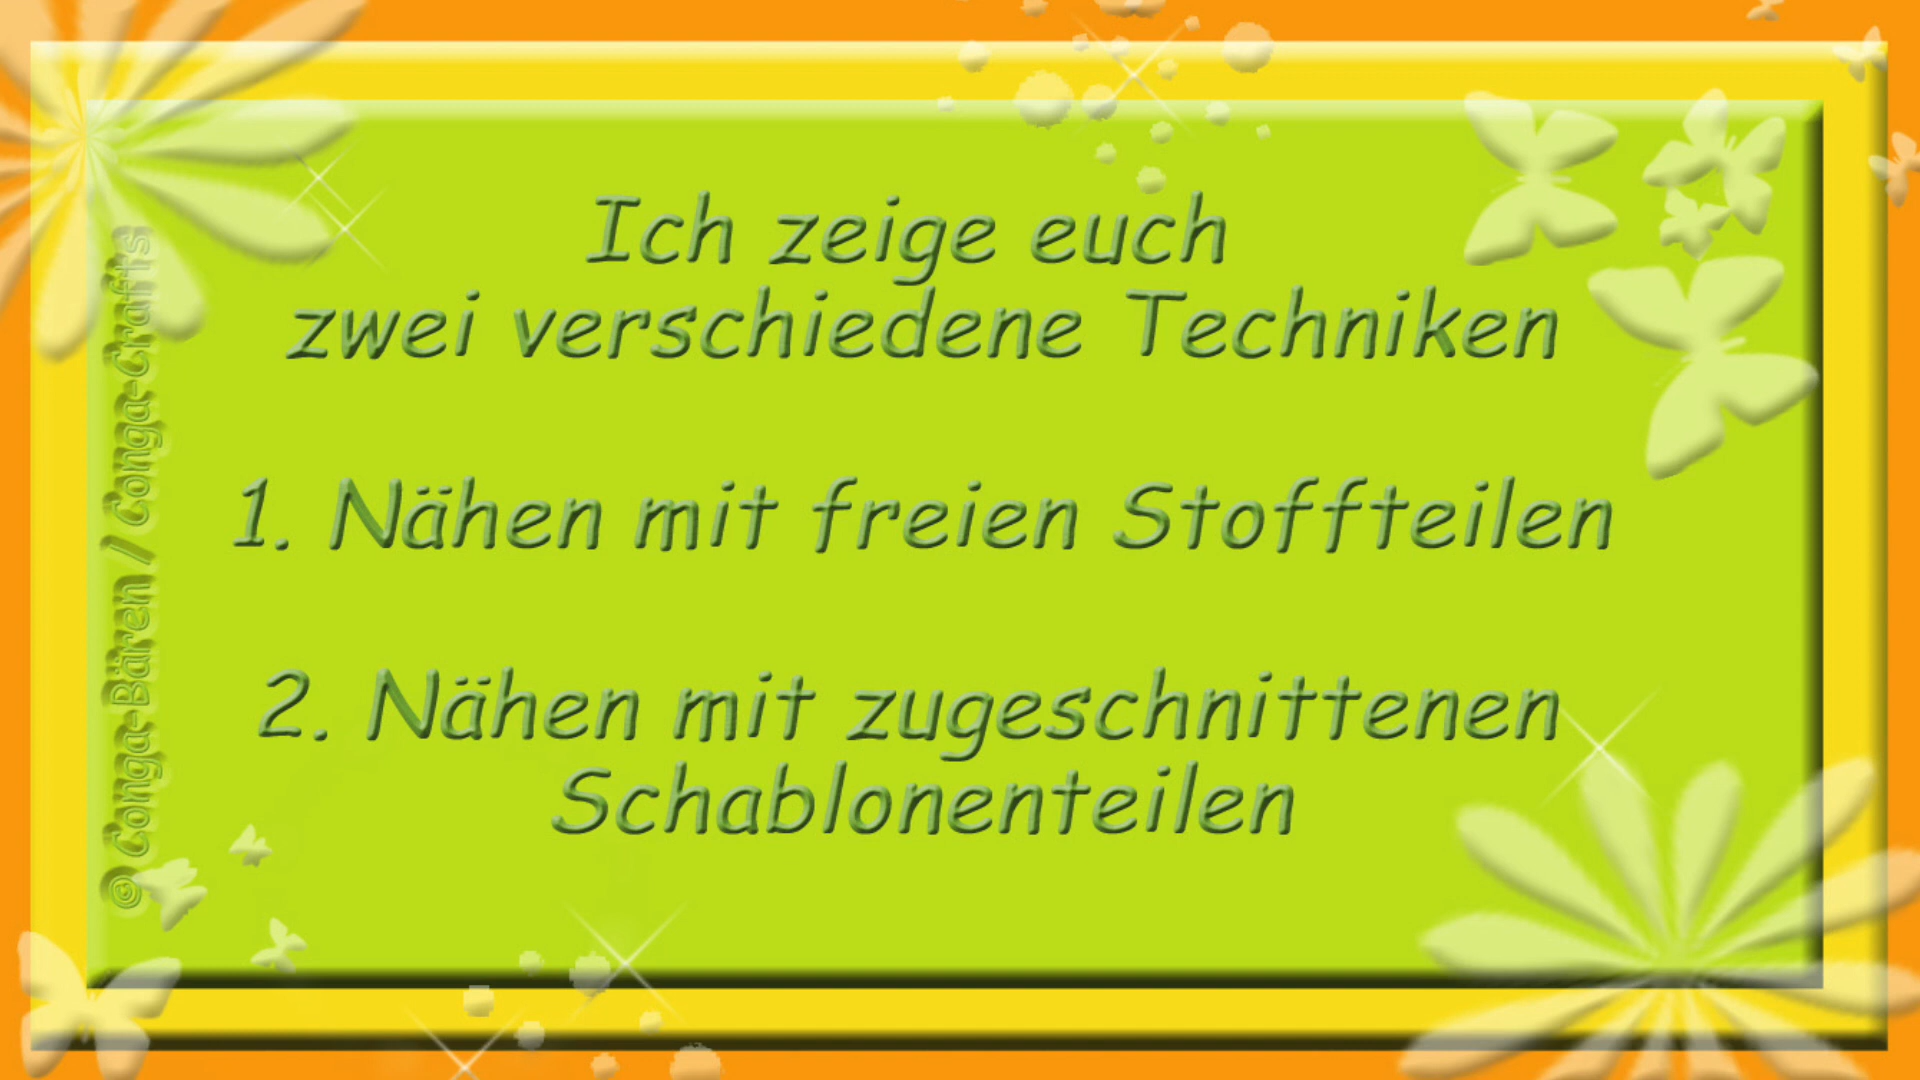 Ich zeige euch
zwei verschiedene Techniken
1. Nähen mit freien Stoffteilen
2. Nähen mit zugeschnittenen
Schablonenteilen
© Conga-Bären / Conga-Crafts